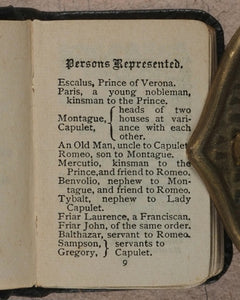 Persons Represented.
Escalus, Prince of Verona.
Paris, a young nobleman,
kinsman to the Prince.
heads of two
Montague, houses at vari-
Capulet, ance with each
other.
An Old Man, uncle to Capulet
Romeo, son to Montague.
Mercutio, kinsman to the
Prince, and friend to Romeo.
Benvolio, nephew to Mon-
tague, and friend to Romeo.
Tybalt, nephew to Lady
Capulet.
Friar Laurence, a Franciscan.
Friar John, of the same order.
Balthazar, servant to Romeo.
Sampson, } servants to
Gregory, } Capulet.
9